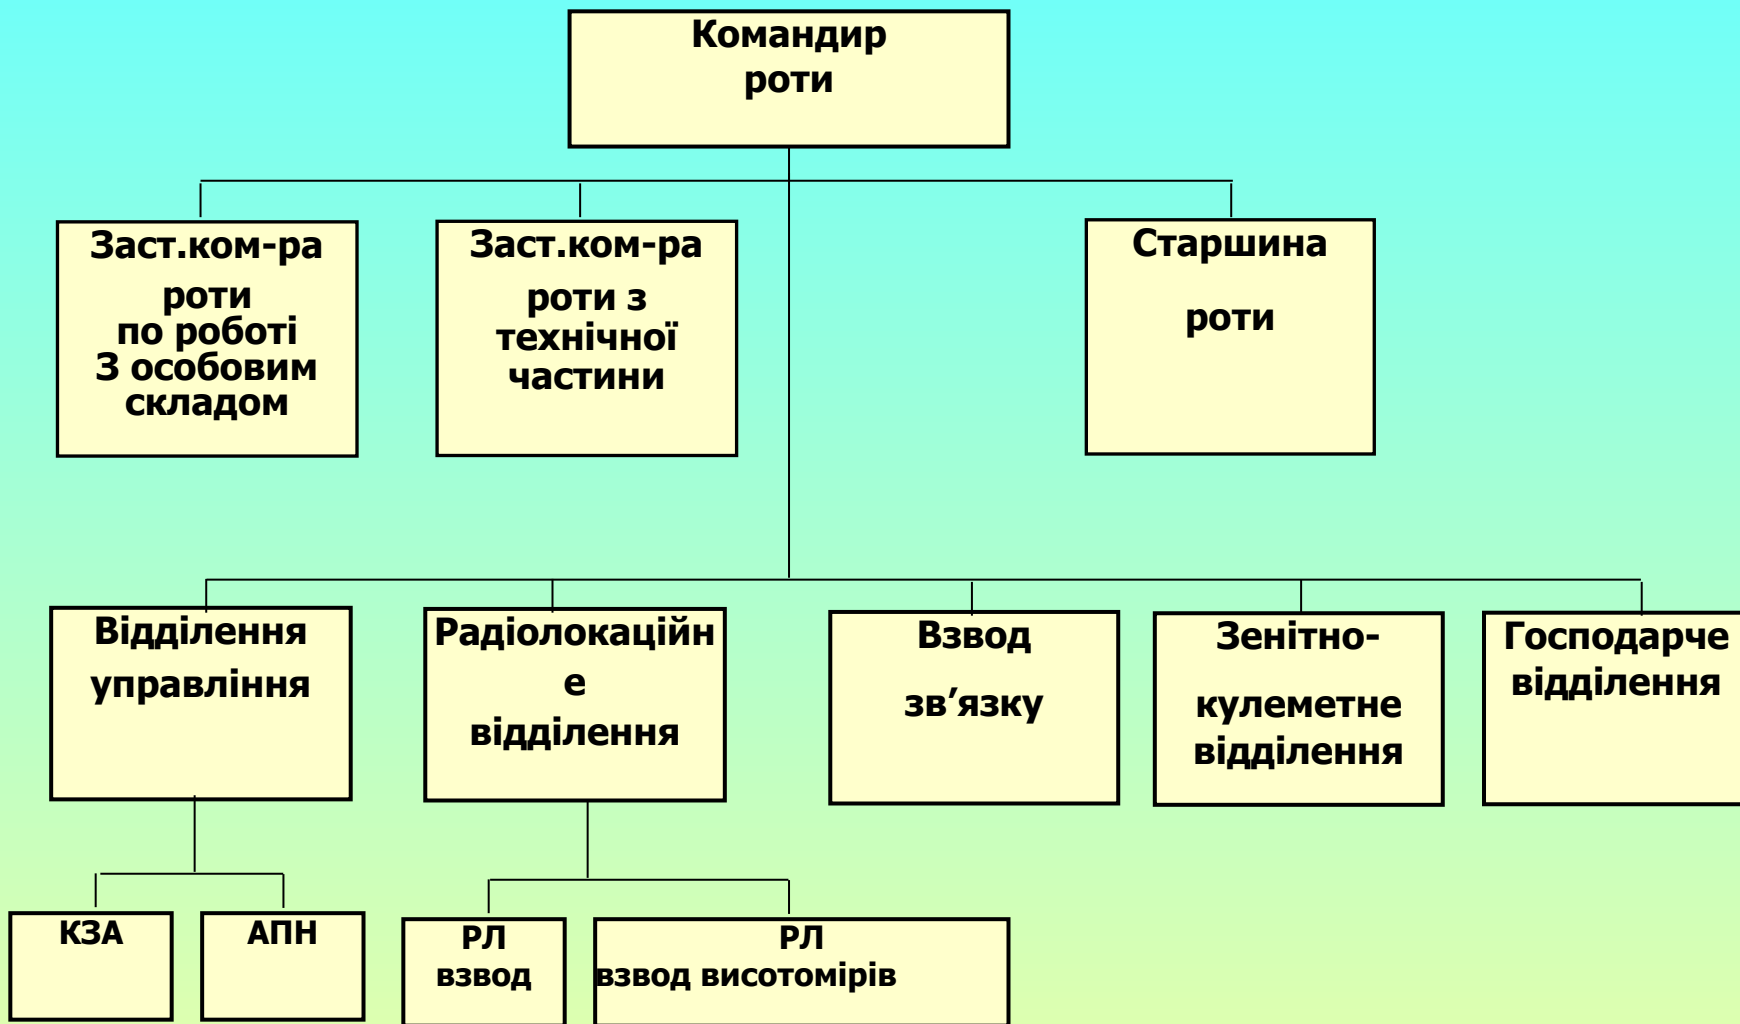 Командир
роти
Заст.ком-ра
роти
по роботі
З особовим
складом
Заст.ком-ра
роти з
технічної
частини
Старшина
роти
Відділення
управління
Радіолокаційн
е
відділення
Взвод
зв’язку
Зенітно-
кулеметне
відділення
Господарче
відділення
КЗА
АПН
РЛ
взвод
РЛ
взвод висотомірів